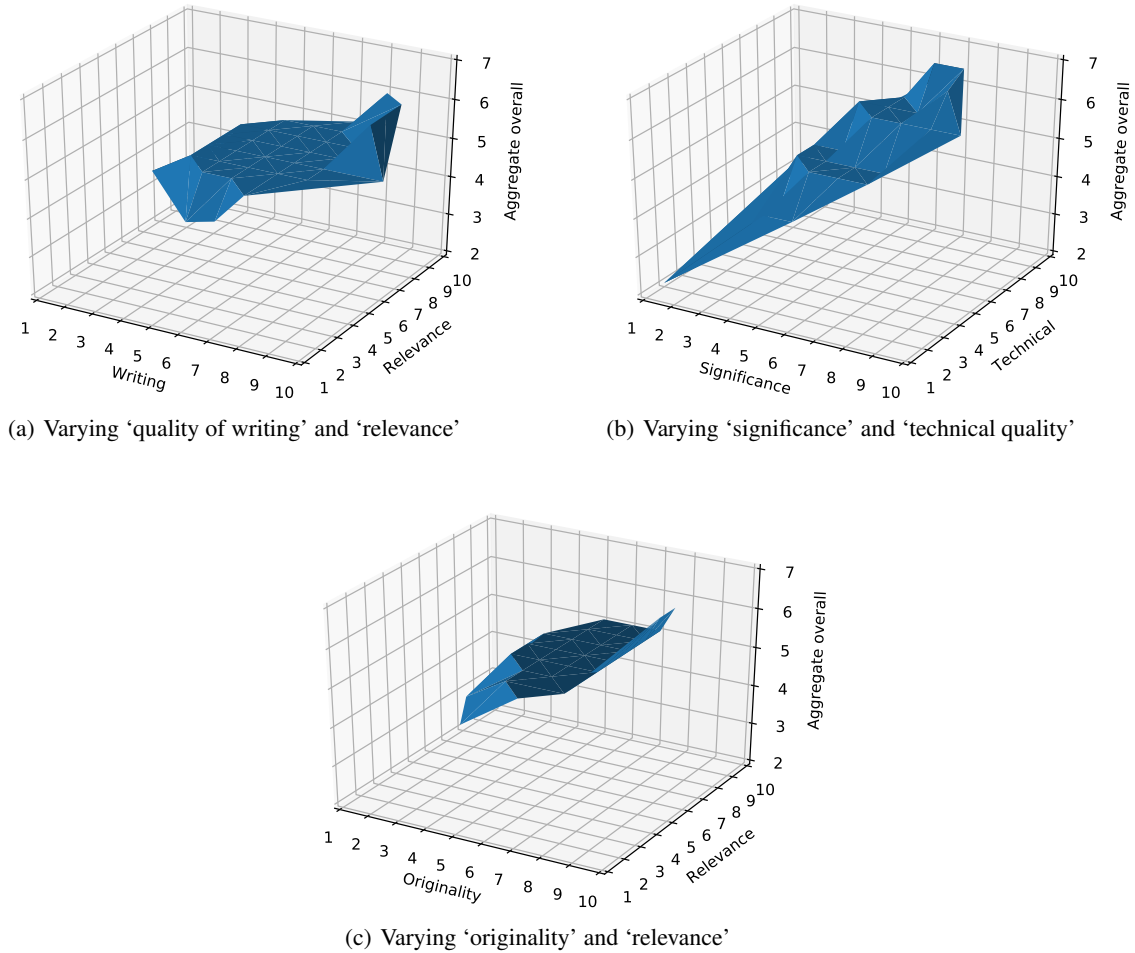 7
6
5
4
3
2
Aggregate overall
1 2 3 4 5 6 7 8 9 10
Writing
1 2 3 4 5 6 7 8 9 10
Relevance
(a) Varying ‘quality of writing’ and ‘relevance’
7
6
5
4
3
2
Aggregate overall
1 2 3 4 5 6 7 8 9 10
Significance
1 2 3 4 5 6 7 8 9 10
Technical
(b) Varying ‘significance’ and ‘technical quality’
7
6
5
4
3
2
Aggregate overall
1 2 3 4 5 6 7 8 9 10
Originality
1 2 3 4 5 6 7 8 9 10
Relevance
(c) Varying ‘originality’ and ‘relevance’